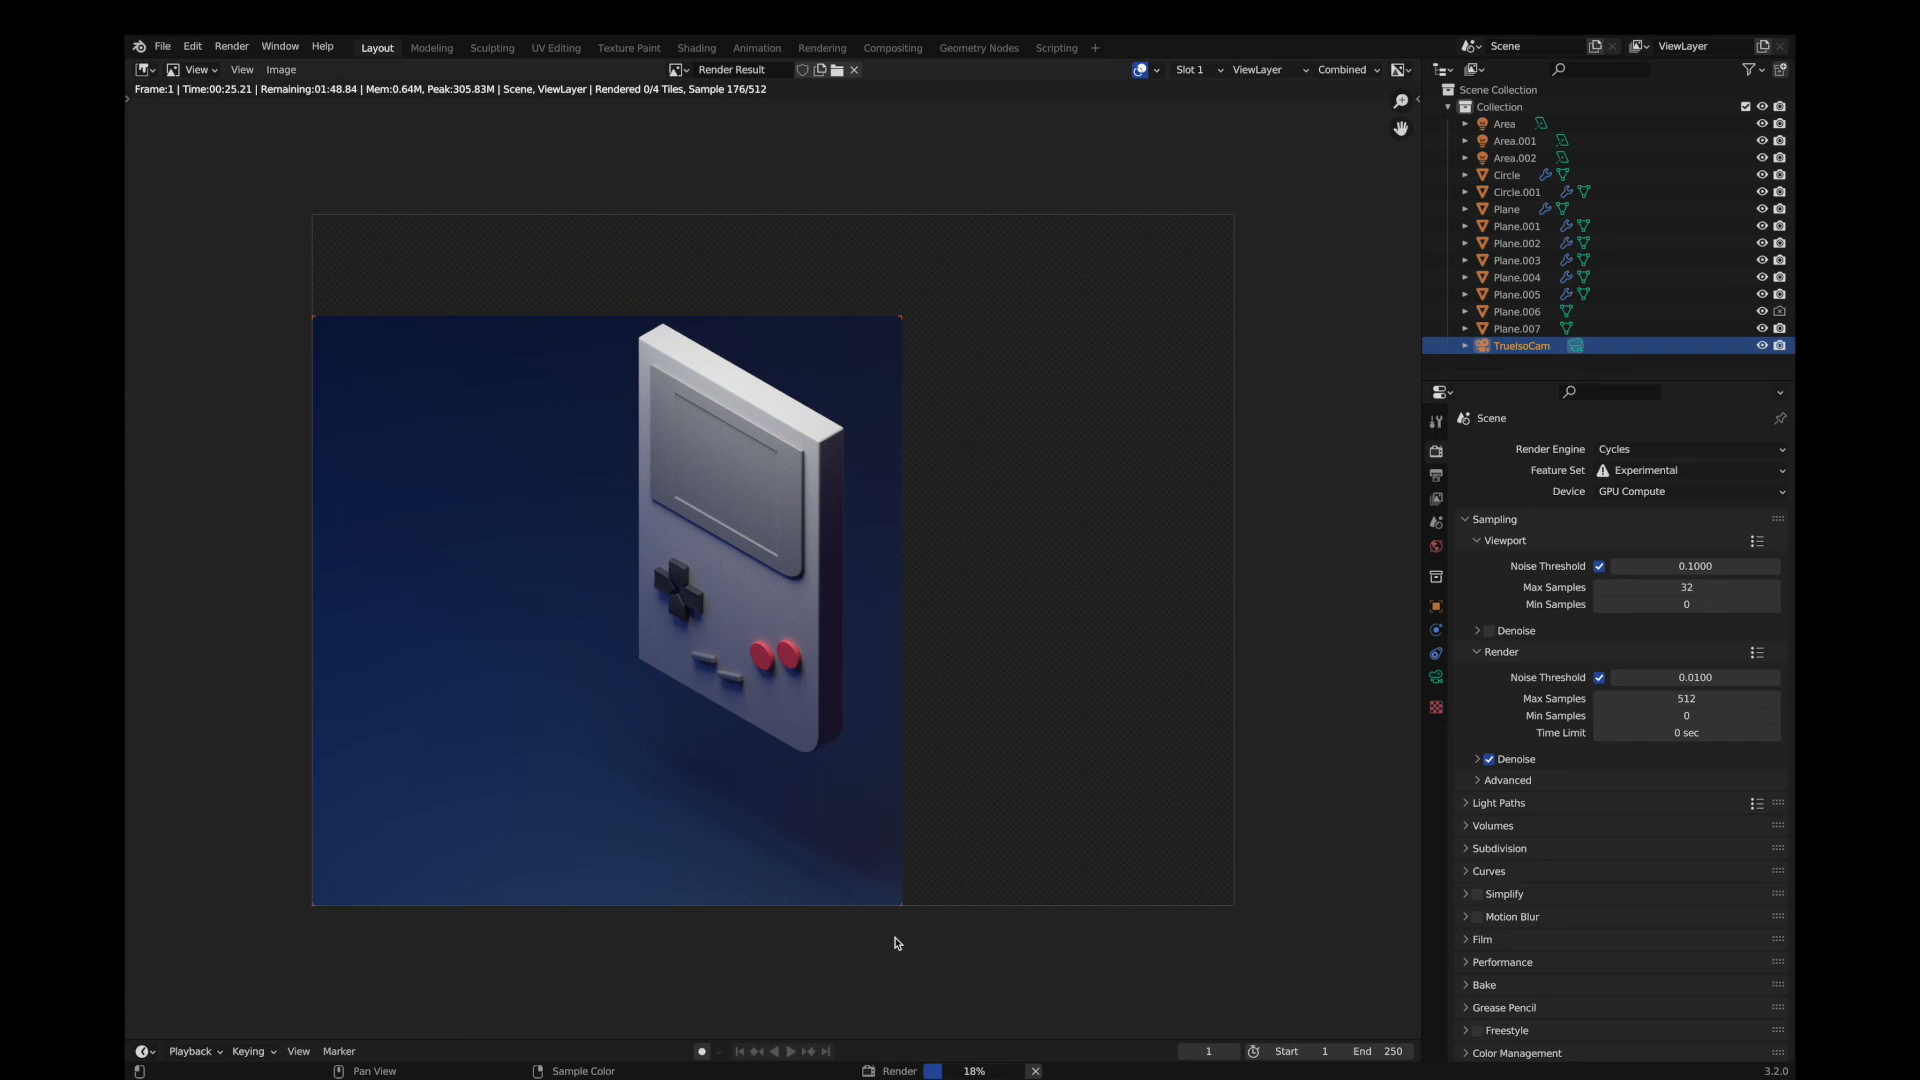 File Edit Render Window Help Layout Modeling Sculpting UV Editing Texture Paint Shading Animation Rendering Compositing Geometry Nodes Scripting + Scene ViewLayer
View View Image Render Result Slot 1 ViewLayer Combined
Frame:1 | Time:00:25.21 | Remaining:01:48.84 | Mem:0.64M, Peak:305.83M | Scene, ViewLayer | Rendered 0/4 Tiles, Sample 176/512
Scene Collection
Collection
Area
Area.001
Area.002
Circle
Circle.001
Plane
Plane.001
Plane.002
Plane.003
Plane.004
Plane.005
Plane.006
Plane.007
TrueIsoCam
Scene
Render Engine Cycles
Feature Set Experimental
Device GPU Compute
Sampling
Viewport
Noise Threshold 0.1000
Max Samples 32
Min Samples 0
Denoise
Render
Noise Threshold 0.0100
Max Samples 512
Min Samples 0
Time Limit 0 sec
Denoise
Advanced
Light Paths
Volumes
Subdivision
Curves
Simplify
Motion Blur
Film
Performance
Bake
Grease Pencil
Freestyle
Color Management
Playback Keying View Marker 1 Start 1 End 250
Pan View Sample Color Render 18% 3.2.0